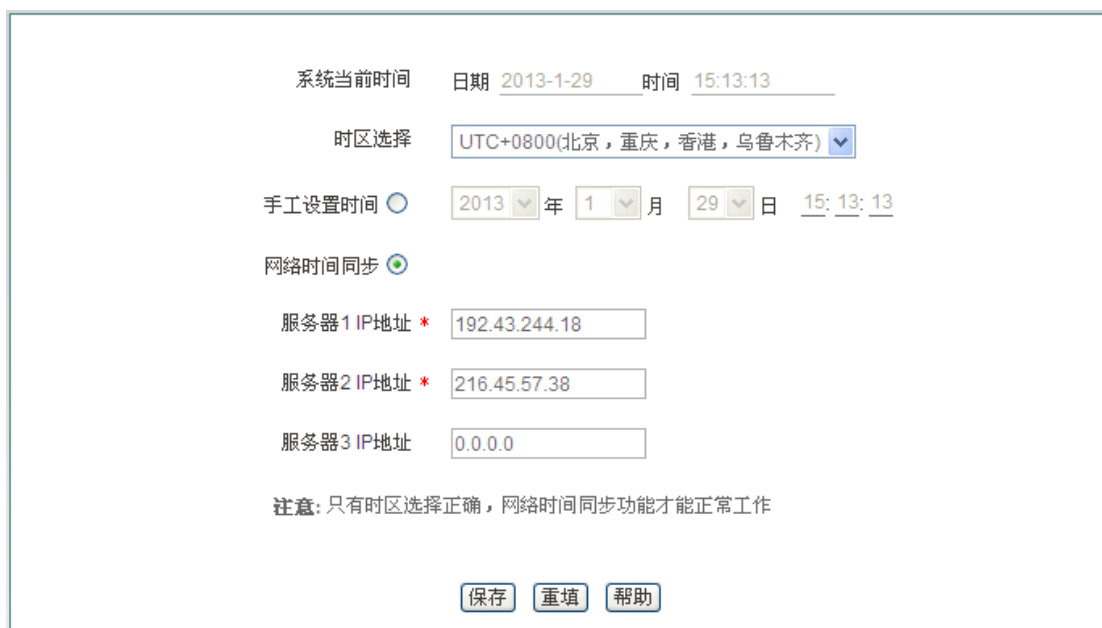 系统当前时间 日期 2013-1-29 时间 15:13:13
时区选择 UTC+0800(北京，重庆，香港，乌鲁木齐)
手工设置时间 2013 年 1 月 29 日 15: 13: 13
网络时间同步
服务器1 IP地址 * 192.43.244.18
服务器2 IP地址 * 216.45.57.38
服务器3 IP地址 0.0.0.0
注意: 只有时区选择正确，网络时间同步功能才能正常工作
保存 重填 帮助